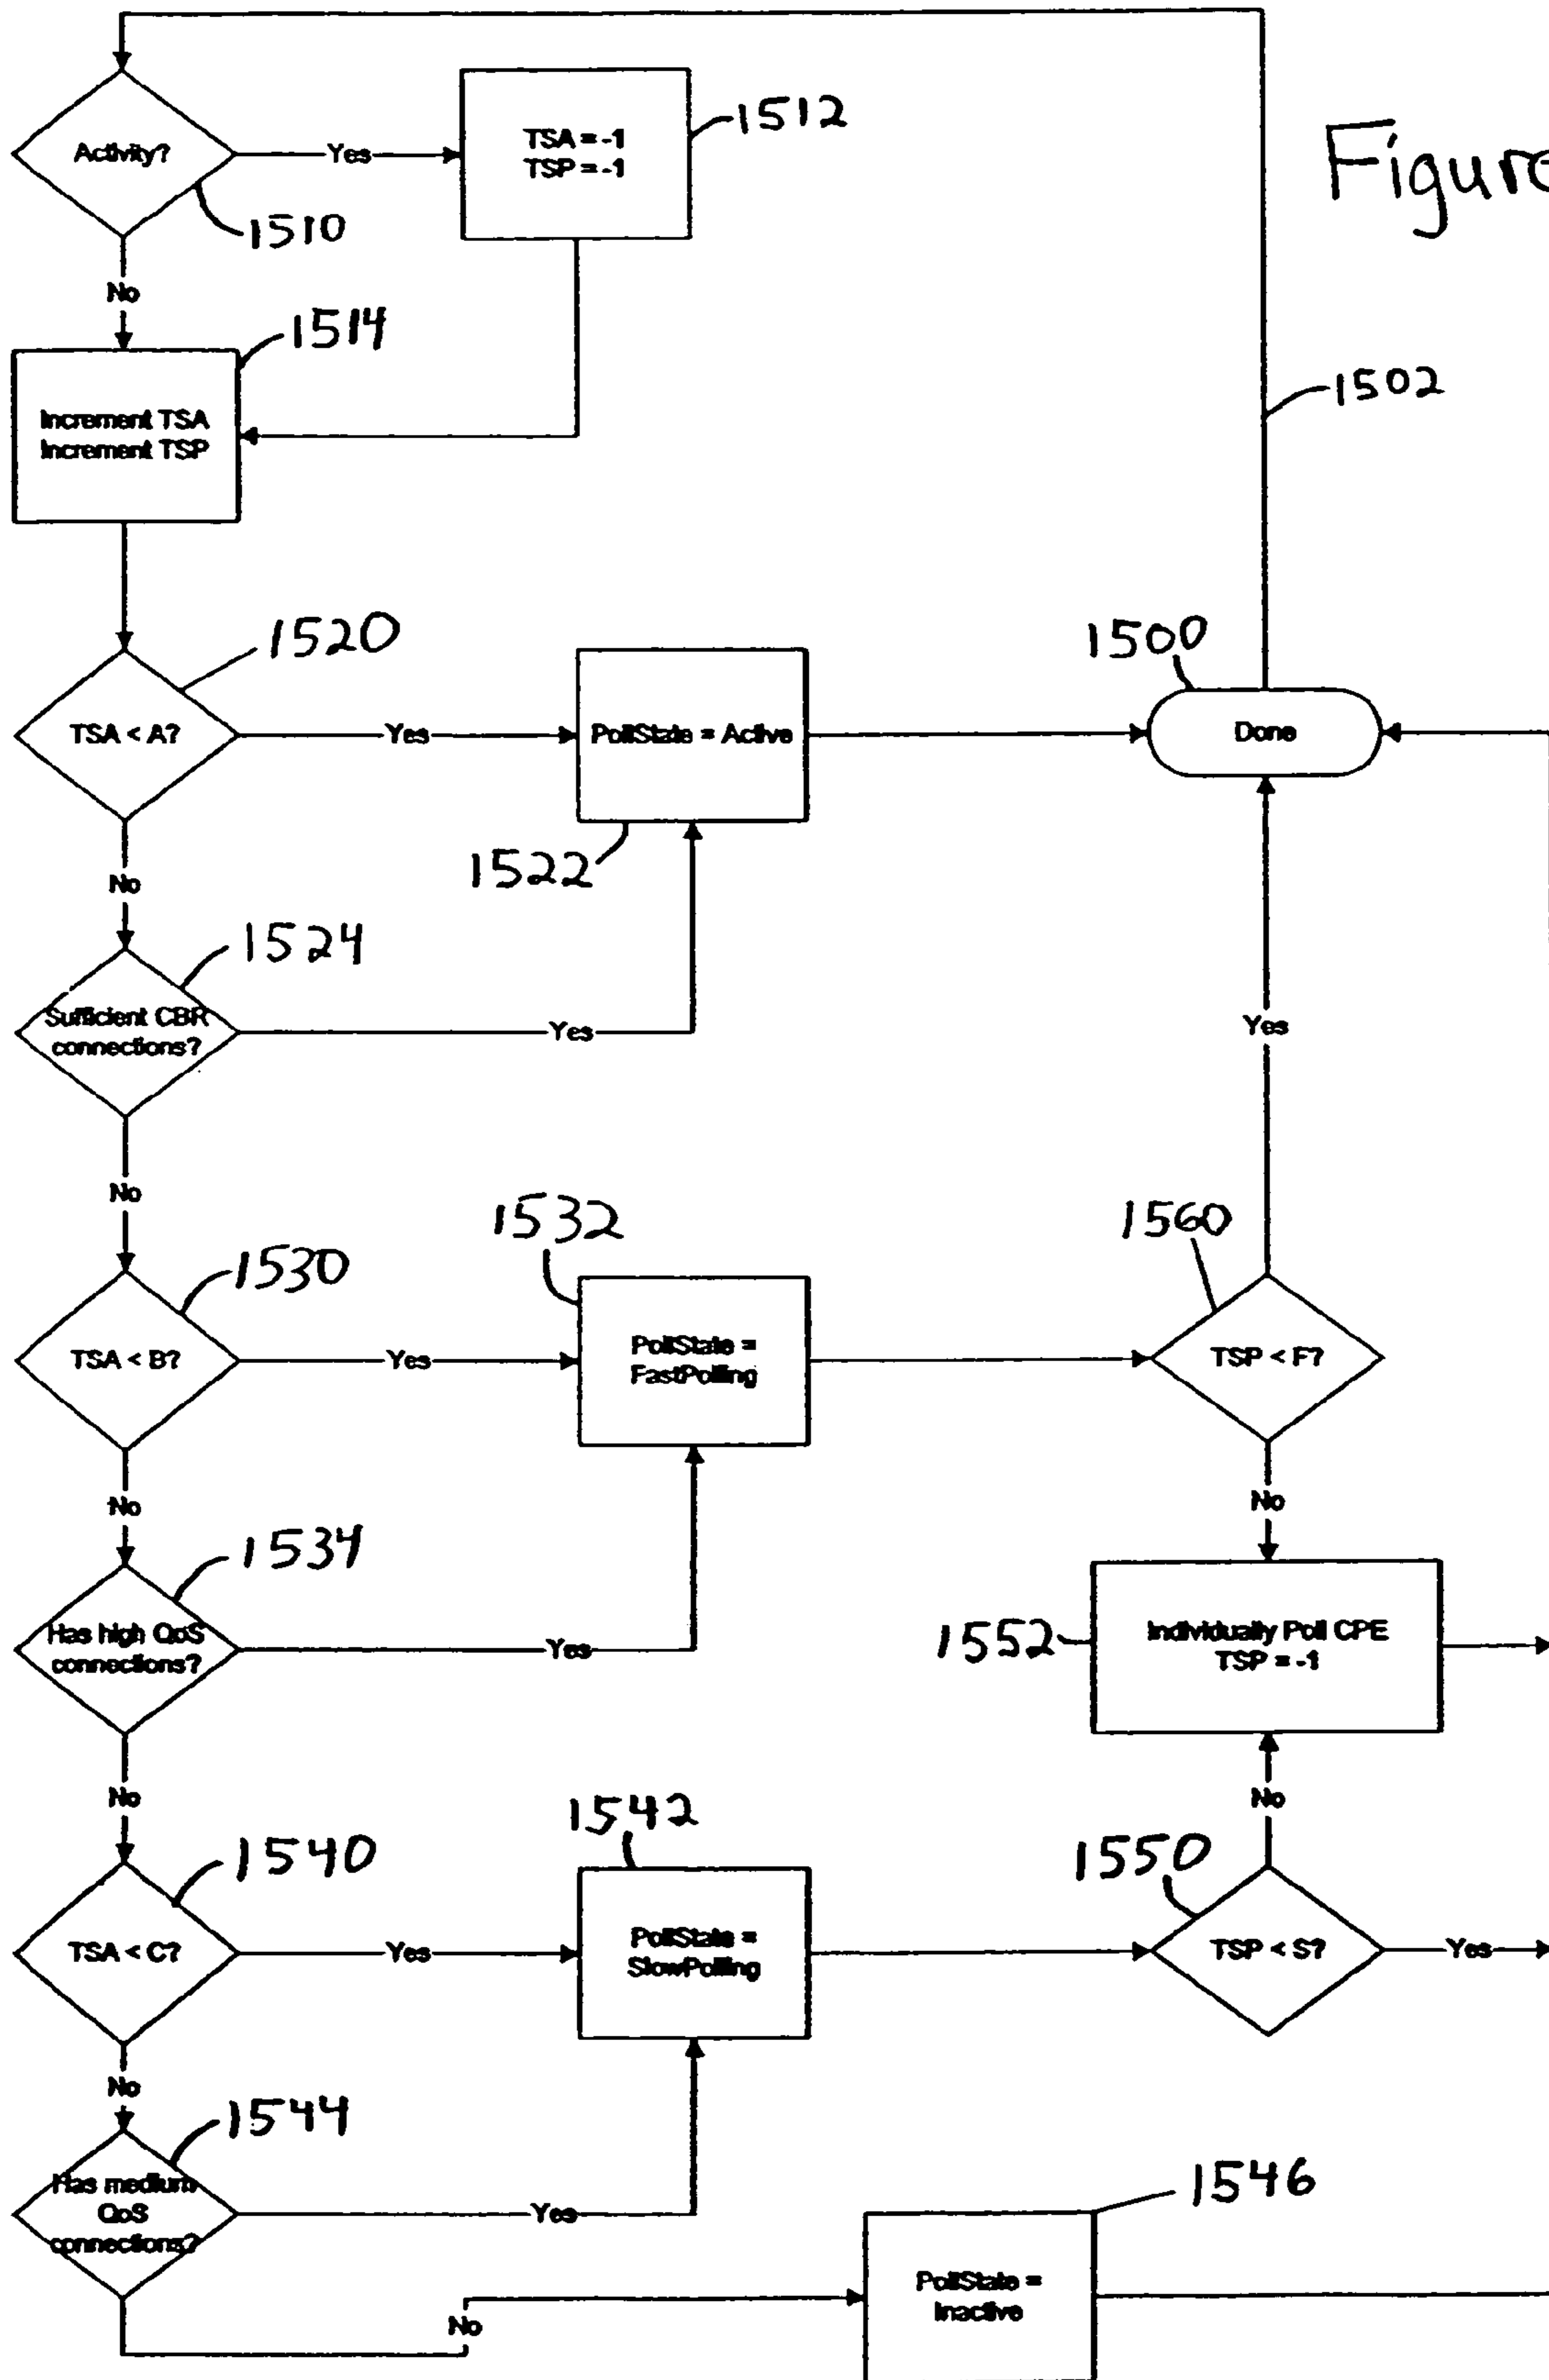 Activity?
Yes
TSA = -1
TSP = -1
1512
Figure
1510
No
1514
Increment TSA
Increment TSP
1502
1520
1500
TSA < A?
Yes
PollState = Active
Done
1522
No
1524
Sufficient CBR
connections?
Yes
Yes
No
1532
1560
1530
TSA < B?
Yes
PollState =
FastPolling
TSP < F?
No
No
1534
Has high QoS
connections?
Yes
1552
Individually Poll CPE
TSP = -1
No
No
1542
1540
1550
TSA < C?
Yes
PollState =
SlowPolling
TSP < S?
Yes
No
1544
Has medium
QoS
connections?
Yes
1546
PollState =
Inactive
No